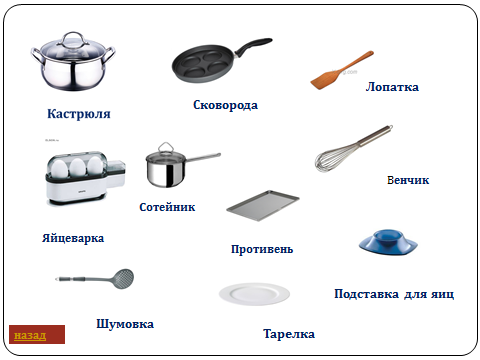 Кастрюля
Сковорода
Лопатка
Яйцеварка
Сотейник
Противень
Венчик
Подставка для яиц
Шумовка
Тарелка
назад